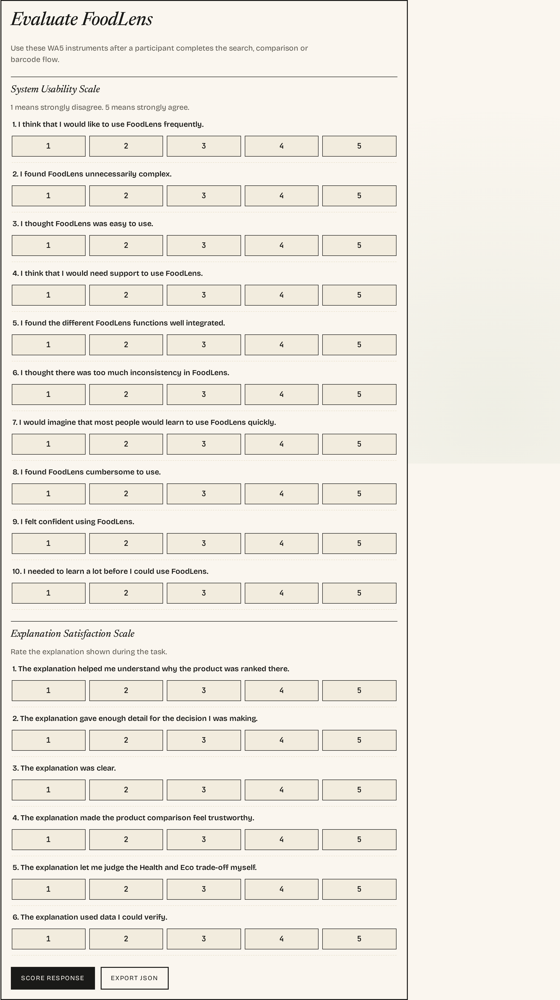 Evaluate FoodLens
Use these WA5 instruments after a participant completes the search, comparison or
barcode flow.
System Usability Scale
1 means strongly disagree. 5 means strongly agree.
1. I think that I would like to use FoodLens frequently.
1 2 3 4 5
2. I found FoodLens unnecessarily complex.
1 2 3 4 5
3. I thought FoodLens was easy to use.
1 2 3 4 5
4. I think that I would need support to use FoodLens.
1 2 3 4 5
5. I found the different FoodLens functions well integrated.
1 2 3 4 5
6. I thought there was too much inconsistency in FoodLens.
1 2 3 4 5
7. I would imagine that most people would learn to use FoodLens quickly.
1 2 3 4 5
8. I found FoodLens cumbersome to use.
1 2 3 4 5
9. I felt confident using FoodLens.
1 2 3 4 5
10. I needed to learn a lot before I could use FoodLens.
1 2 3 4 5
Explanation Satisfaction Scale
Rate the explanation shown during the task.
1. The explanation helped me understand why the product was ranked there.
1 2 3 4 5
2. The explanation gave enough detail for the decision I was making.
1 2 3 4 5
3. The explanation was clear.
1 2 3 4 5
4. The explanation made the product comparison feel trustworthy.
1 2 3 4 5
5. The explanation let me judge the Health and Eco trade-off myself.
1 2 3 4 5
6. The explanation used data I could verify.
1 2 3 4 5
SCORE RESPONSE EXPORT JSON